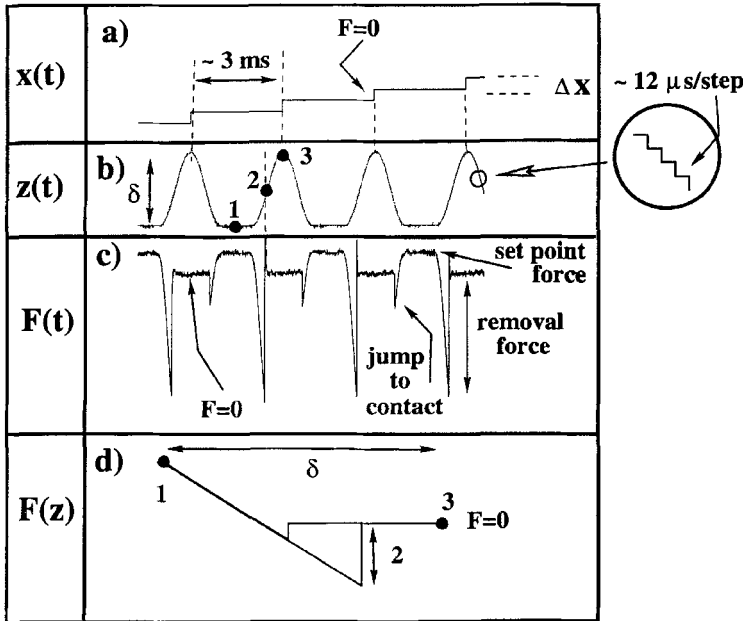 x(t)
a)
~ 3 ms
F=0
Δx
~ 12 μs/step
z(t)
b)
δ
1
2
3
F(t)
c)
set point
force
removal
force
jump
to
contact
F=0
F(z)
d)
δ
1
3
F=0
2